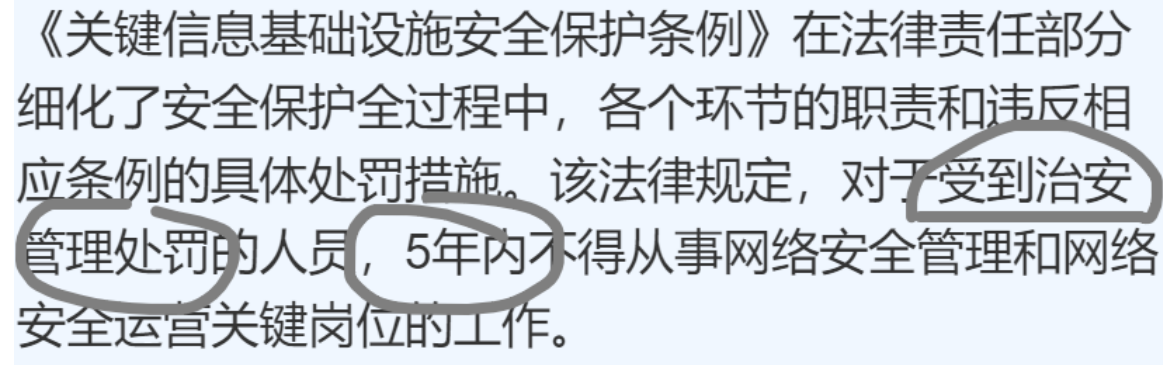 《关键信息基础设施安全保护条例》在法律责任部分
细化了安全保护全过程中，各个环节的职责和违反相
应条例的具体处罚措施。该法律规定，对于受到治安
管理处罚的人员，5年内不得从事网络安全管理和网络
安全运营关键岗位的工作。